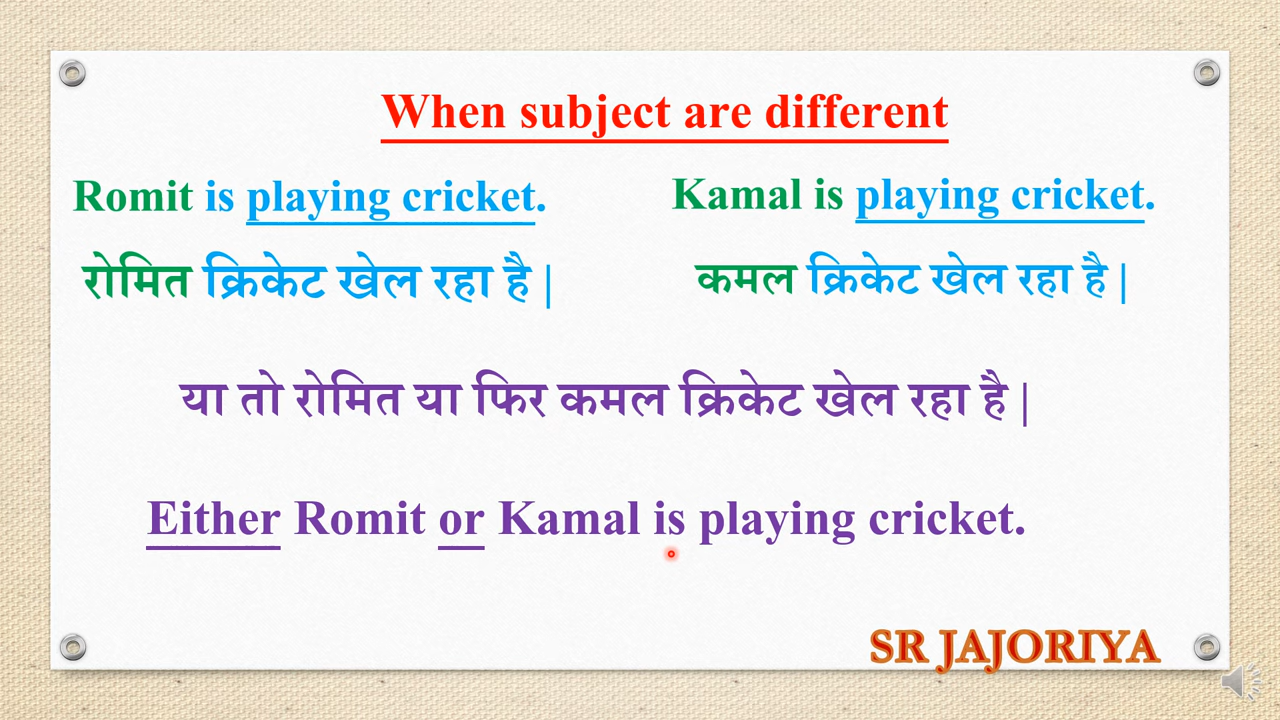 When subject are different
Romit is playing cricket.
Kamal is playing cricket.
रोमित क्रिकेट खेल रहा है |
कमल क्रिकेट खेल रहा है |
या तो रोमित या फिर कमल क्रिकेट खेल रहा है |
Either Romit or Kamal is playing cricket.
SR JAJORIYA